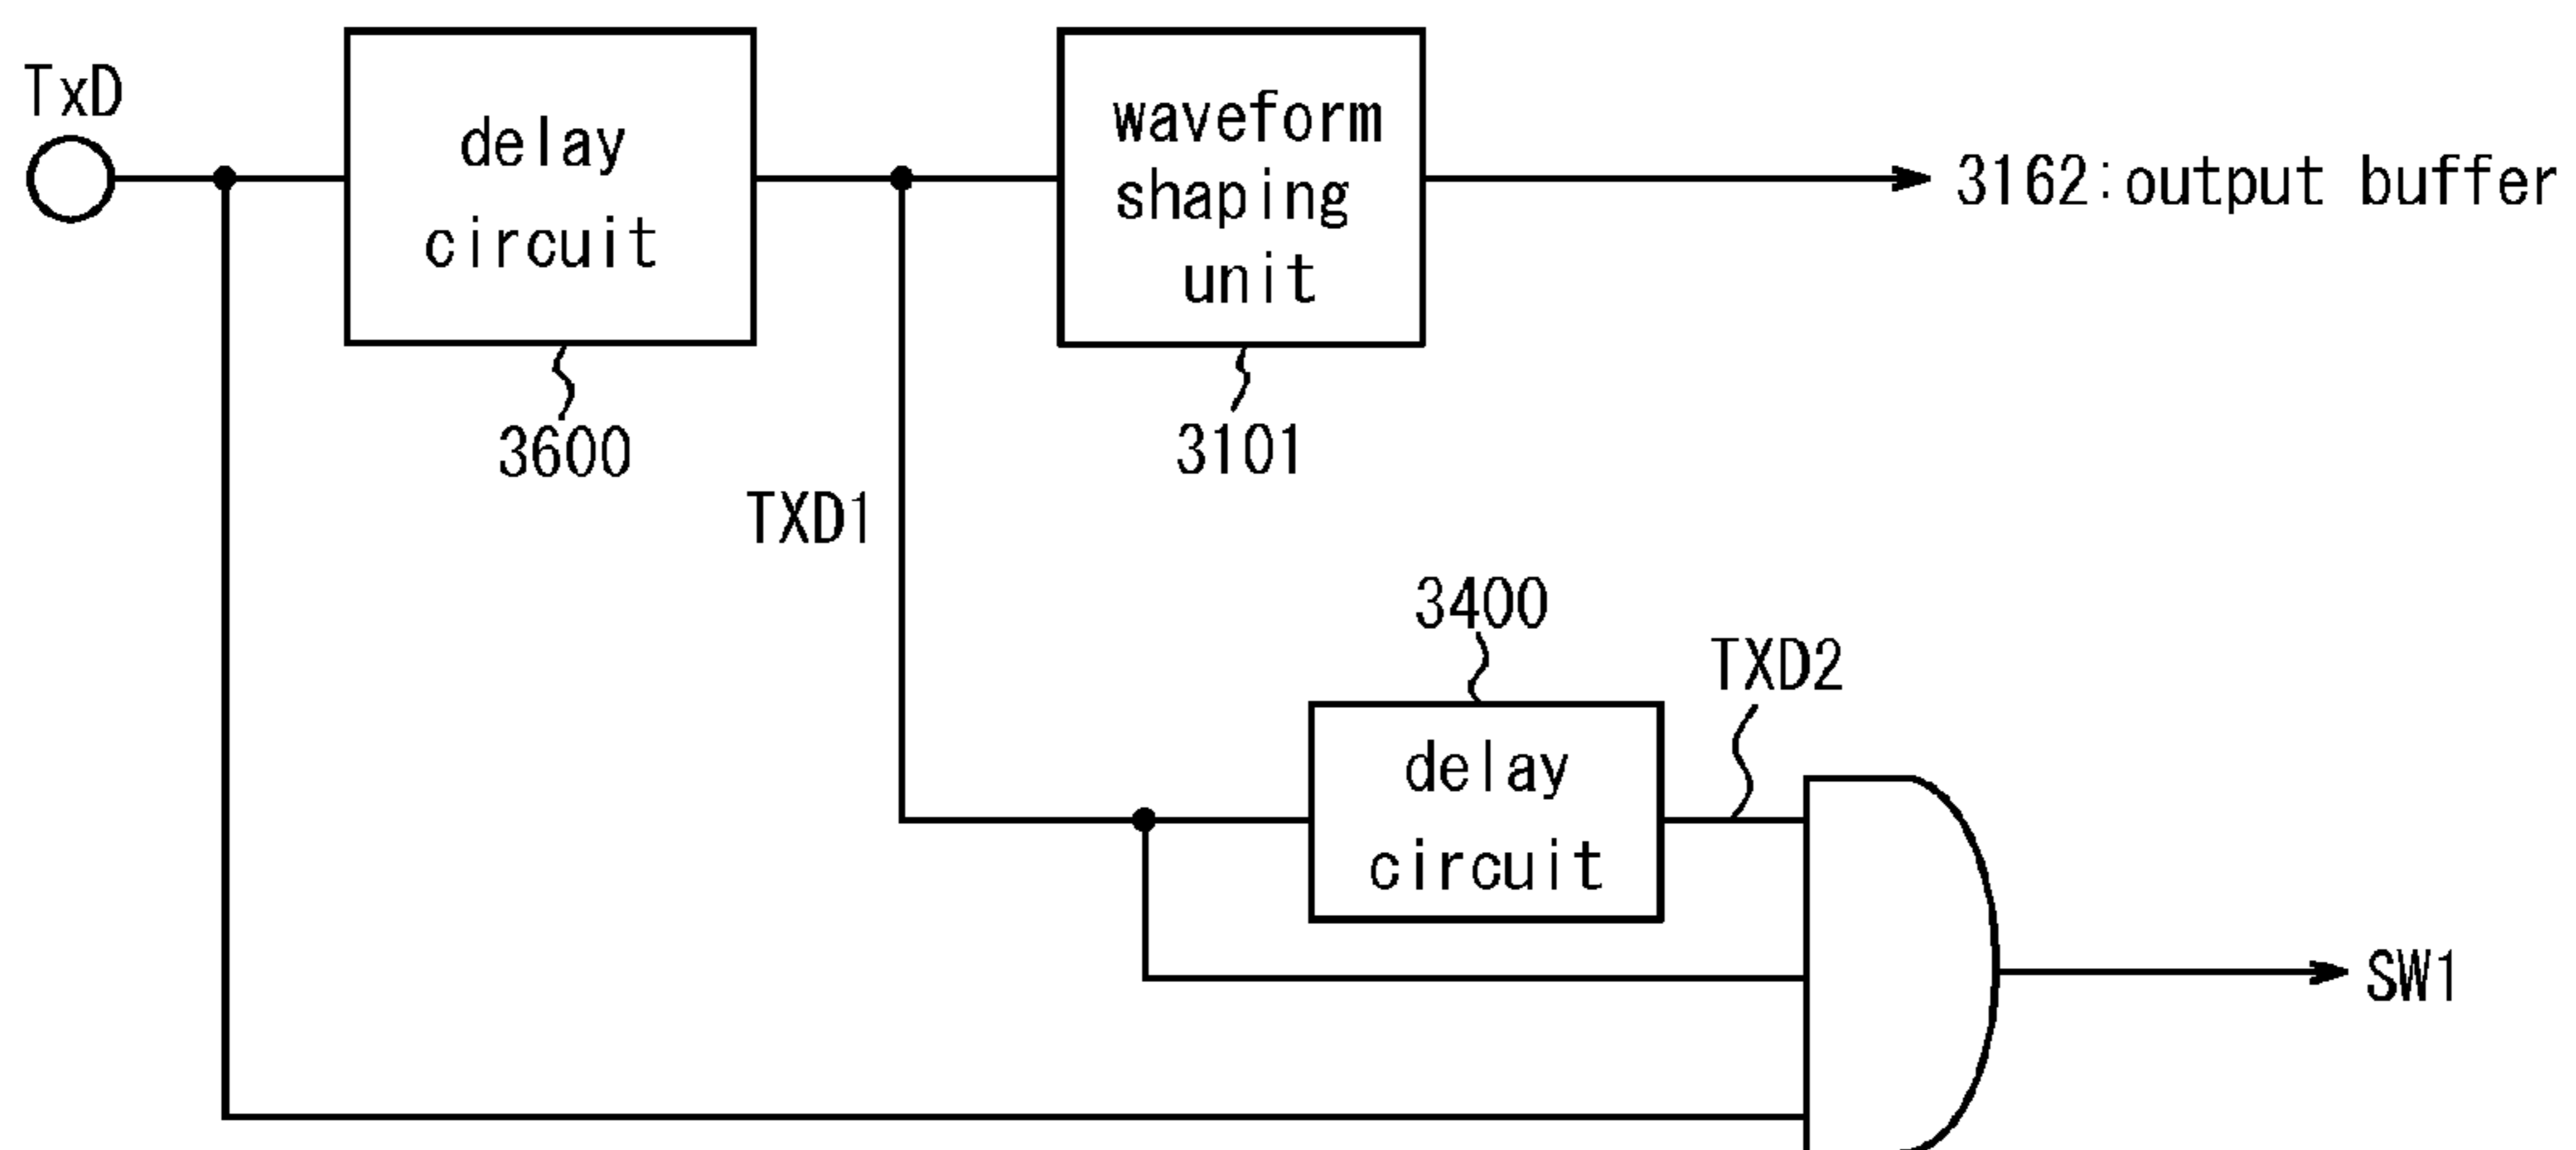 TxD
delay
circuit
3600
waveform
shaping
unit
3101
3162:output buffer
TXD1
3400
delay
circuit
TXD2
SW1